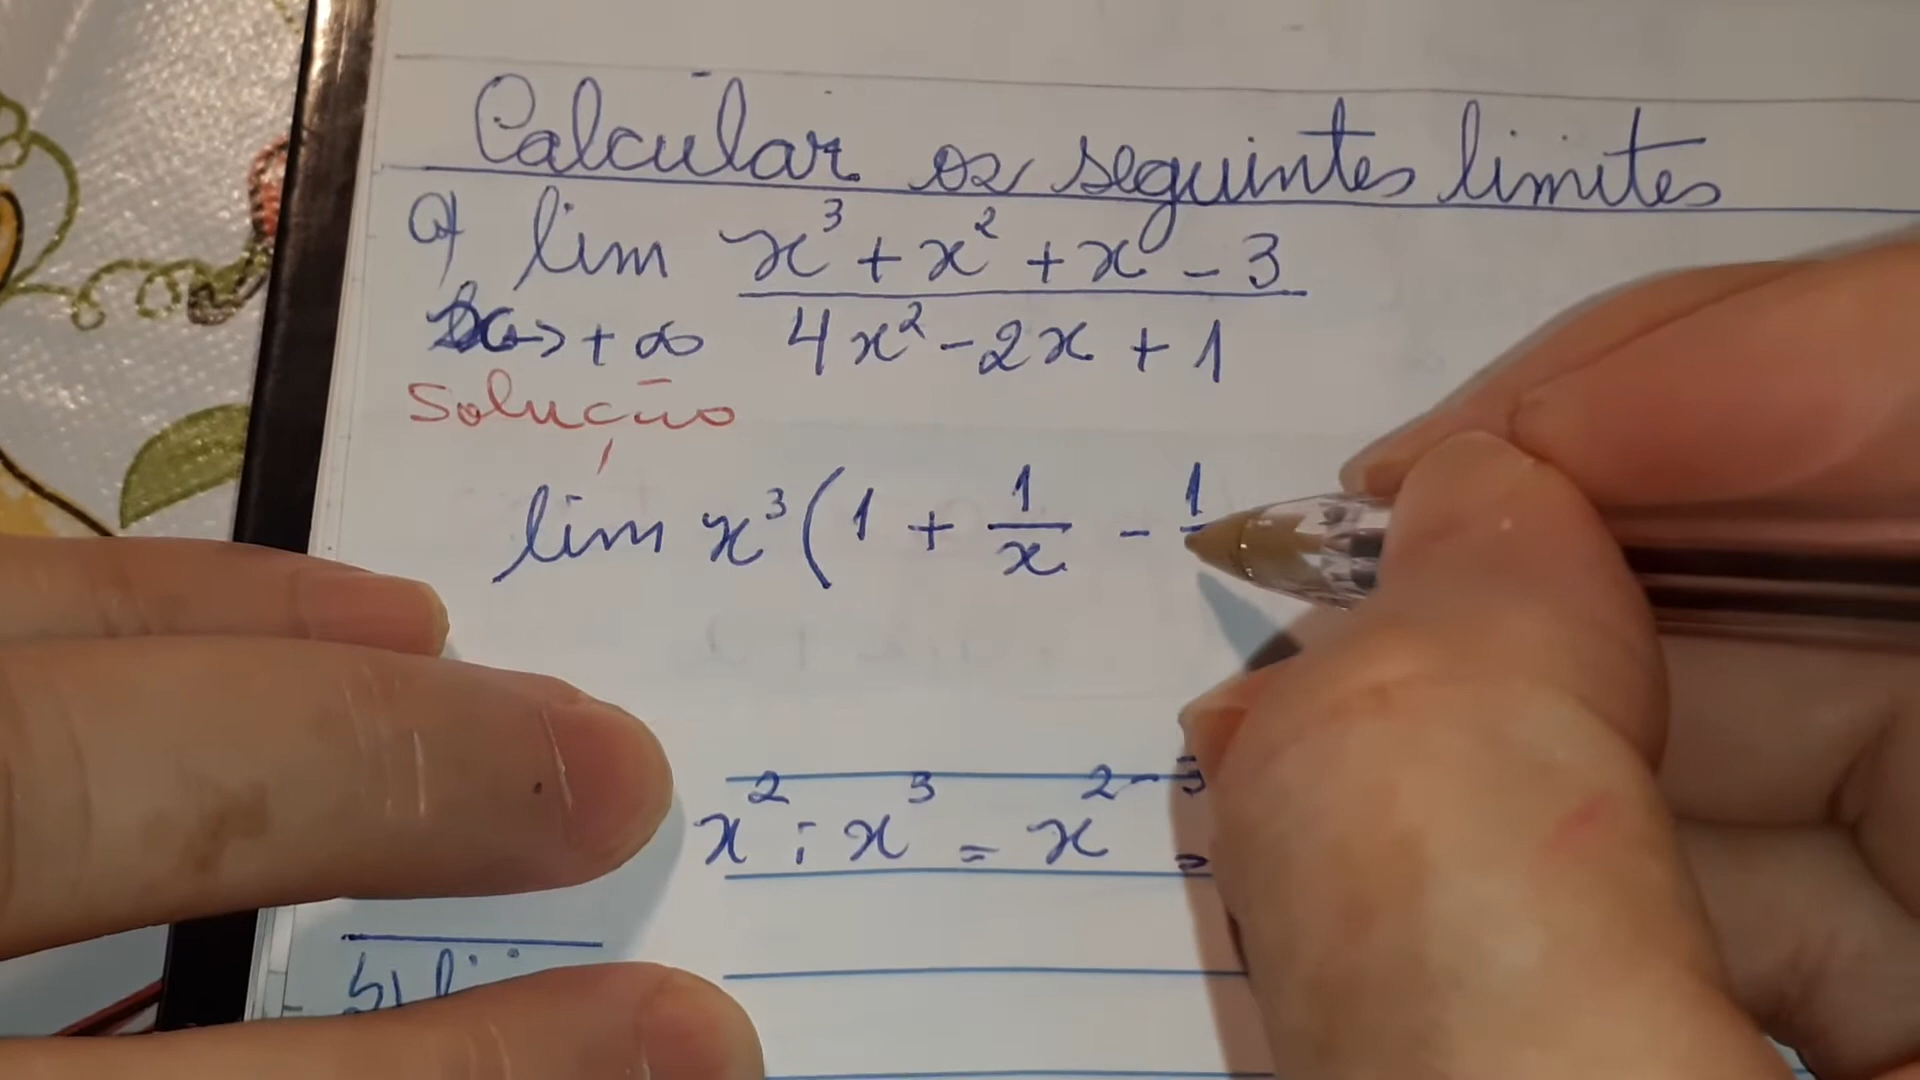 Calcular os seguintes limites
a) lim x³ + x² + x - 3
x -> + ∞ 4x² - 2x + 1
Solução
lim x³ ( 1 + 1/x - 1
x² : x³ = x²⁻³ =